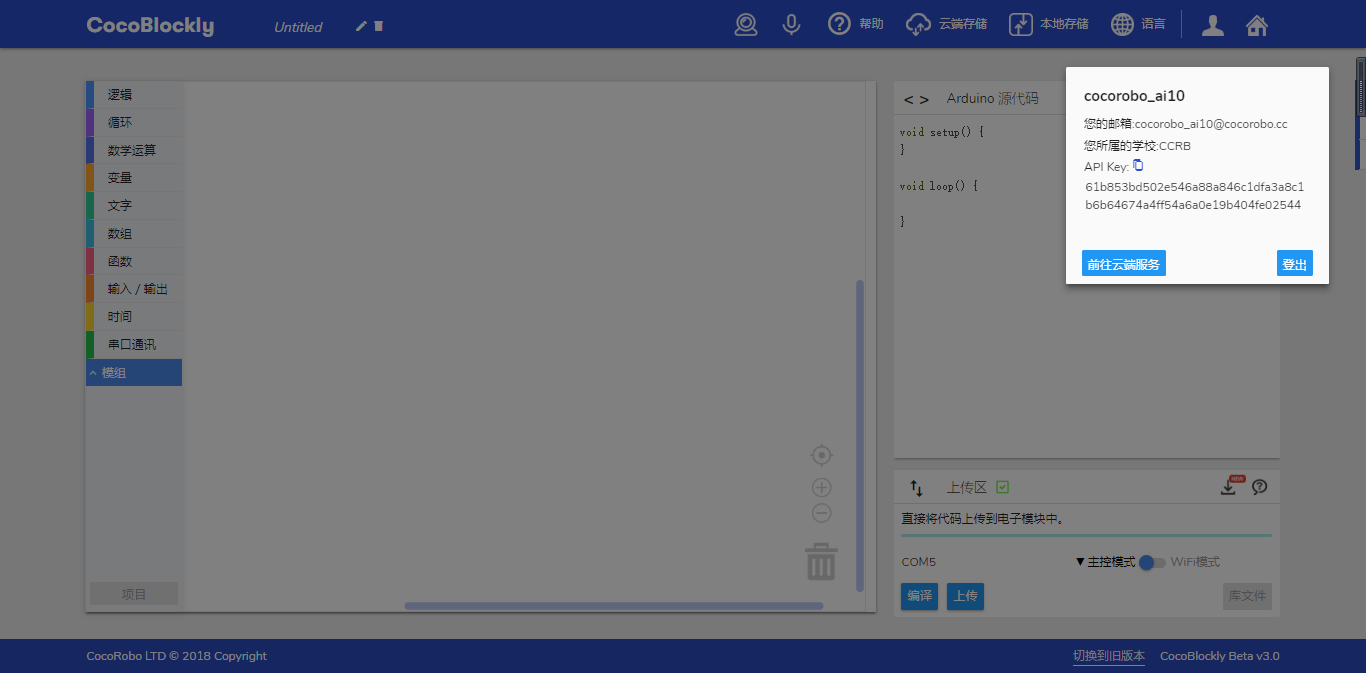 CocoBlockly
Untitled
帮助
云端存储
本地存储
语言
逻辑
循环
数学运算
变量
文字
数组
函数
输入 / 输出
时间
串口通讯
模组
项目
< > Arduino 源代码
void setup() {
}
void loop() {
}
cocorobo_ai10
您的邮箱:cocorobo_ai10@cocorobo.cc
您所属的学校:CCRB
API Key:
61b853bd502e546a88a846c1dfa3a8c1
b6b64674a4ff54a6a0e19b404fe02544
前往云端服务
登出
上传区
NEW
直接将代码上传到电子模块中。
COM5
▼主控模式
WiFi模式
编译
上传
库文件
CocoRobo LTD © 2018 Copyright
切换到旧版本
CocoBlockly Beta v3.0